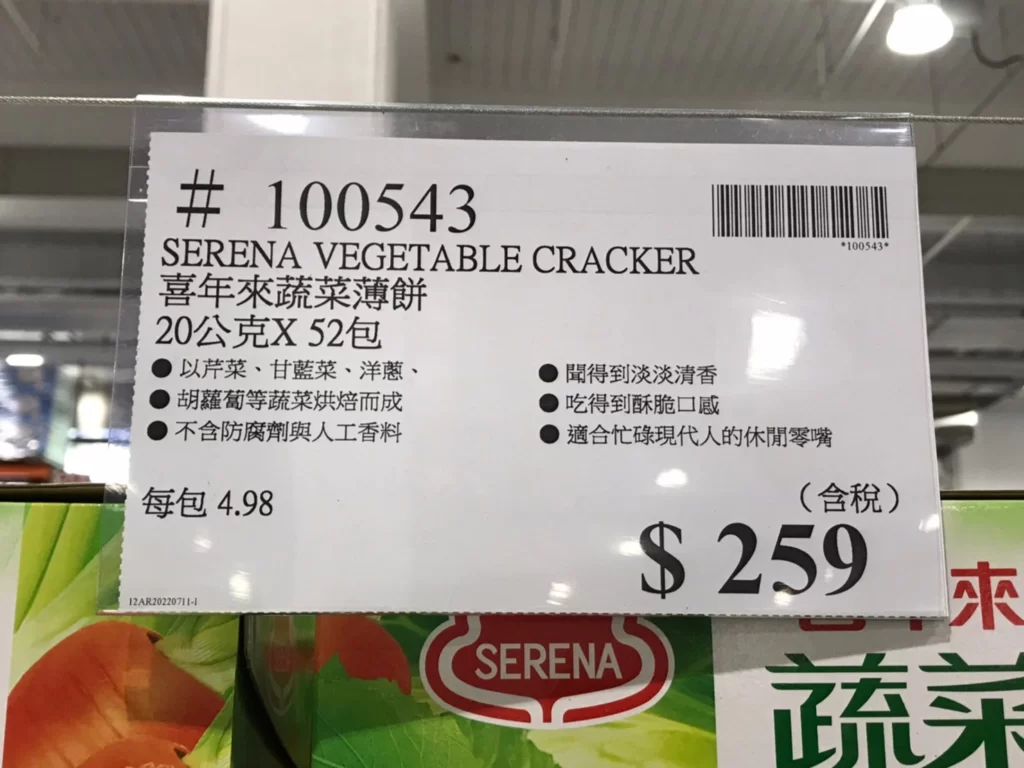 # 100543
*100543*
SERENA VEGETABLE CRACKER
喜年來蔬菜薄餅
20公克X 52包
●以芹菜、甘藍菜、洋蔥、
●胡蘿蔔等蔬菜烘焙而成
●不含防腐劑與人工香料
●聞得到淡淡清香
●吃得到酥脆口感
●適合忙碌現代人的休閒零嘴
每包 4.98
（含稅）
$ 259
12AR20220711-1
SERENA
來
蔬菜